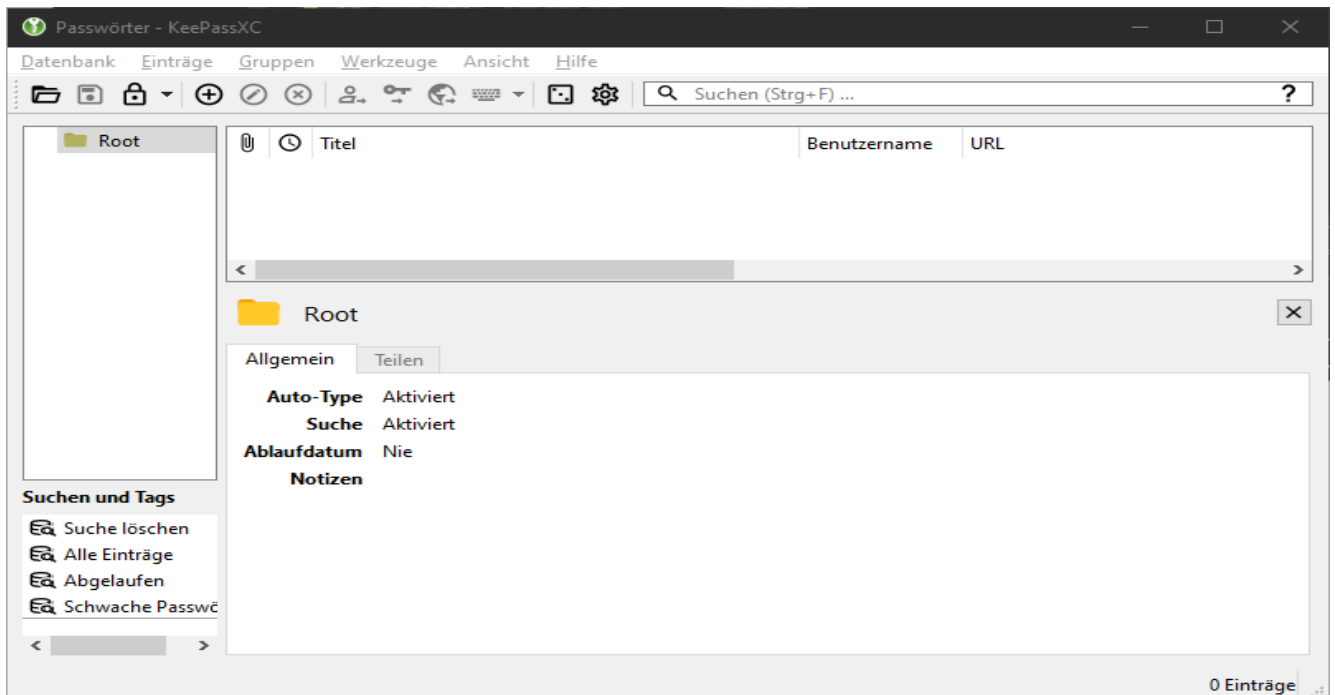 Passwörter - KeePassXC
Datenbank Einträge Gruppen Werkzeuge Ansicht Hilfe
Suchen (Strg+F) ... ?
Root
Titel Benutzername URL
Root
Allgemein Teilen
Auto-Type Aktiviert
Suche Aktiviert
Ablaufdatum Nie
Notizen
Suchen und Tags
Suche löschen
Alle Einträge
Abgelaufen
Schwache Passwö
0 Einträge